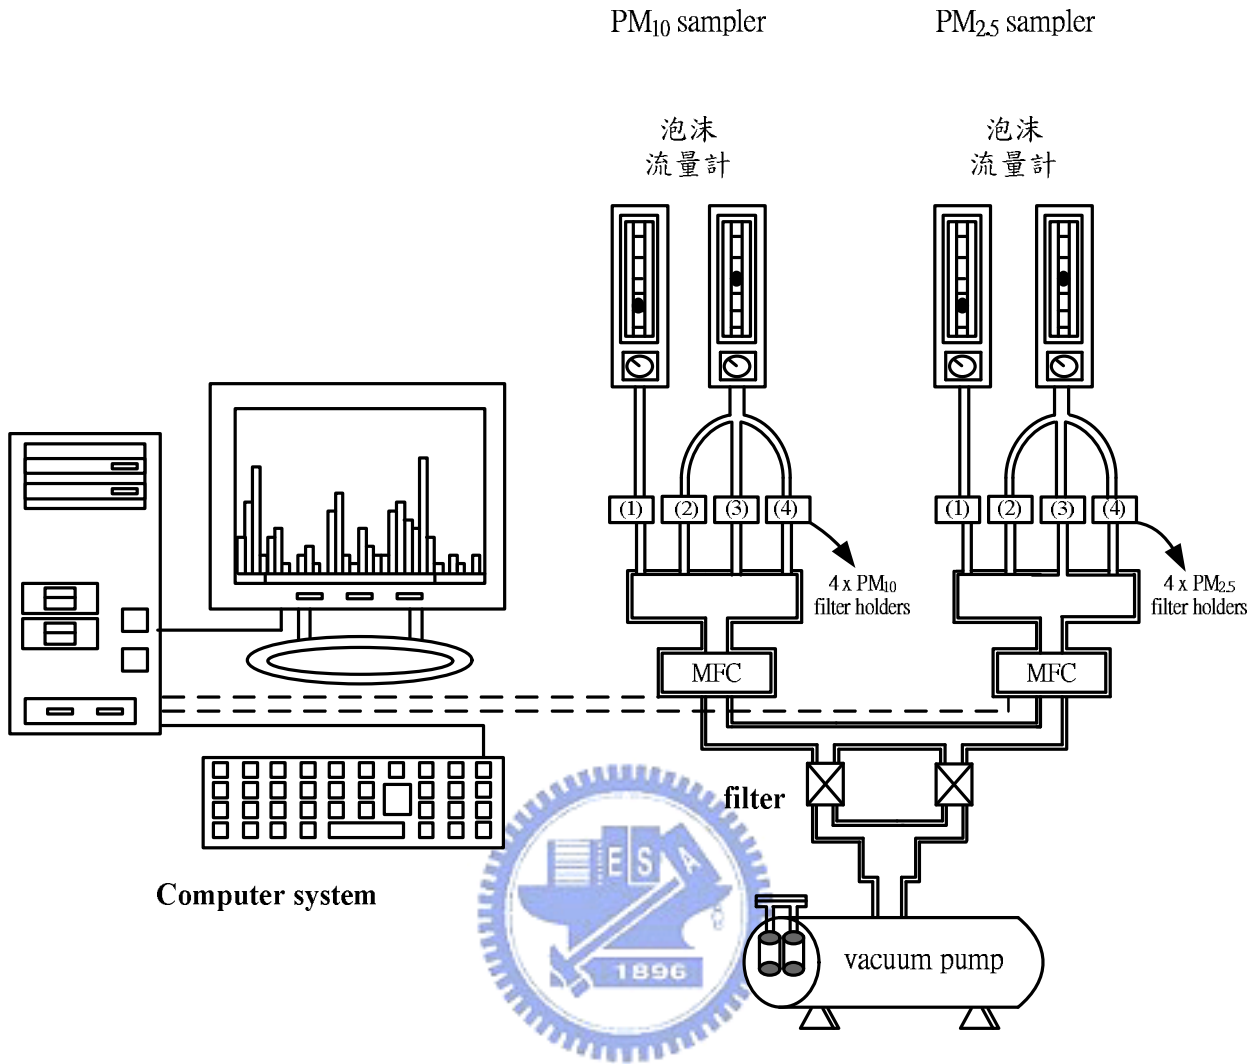 PM10 sampler
PM2.5 sampler
泡沫
流量計
泡沫
流量計
(1)
(2)
(3)
(4)
(1)
(2)
(3)
(4)
4 x PM10
filter holders
4 x PM2.5
filter holders
MFC
MFC
filter
Computer system
vacuum pump
E S A
1896